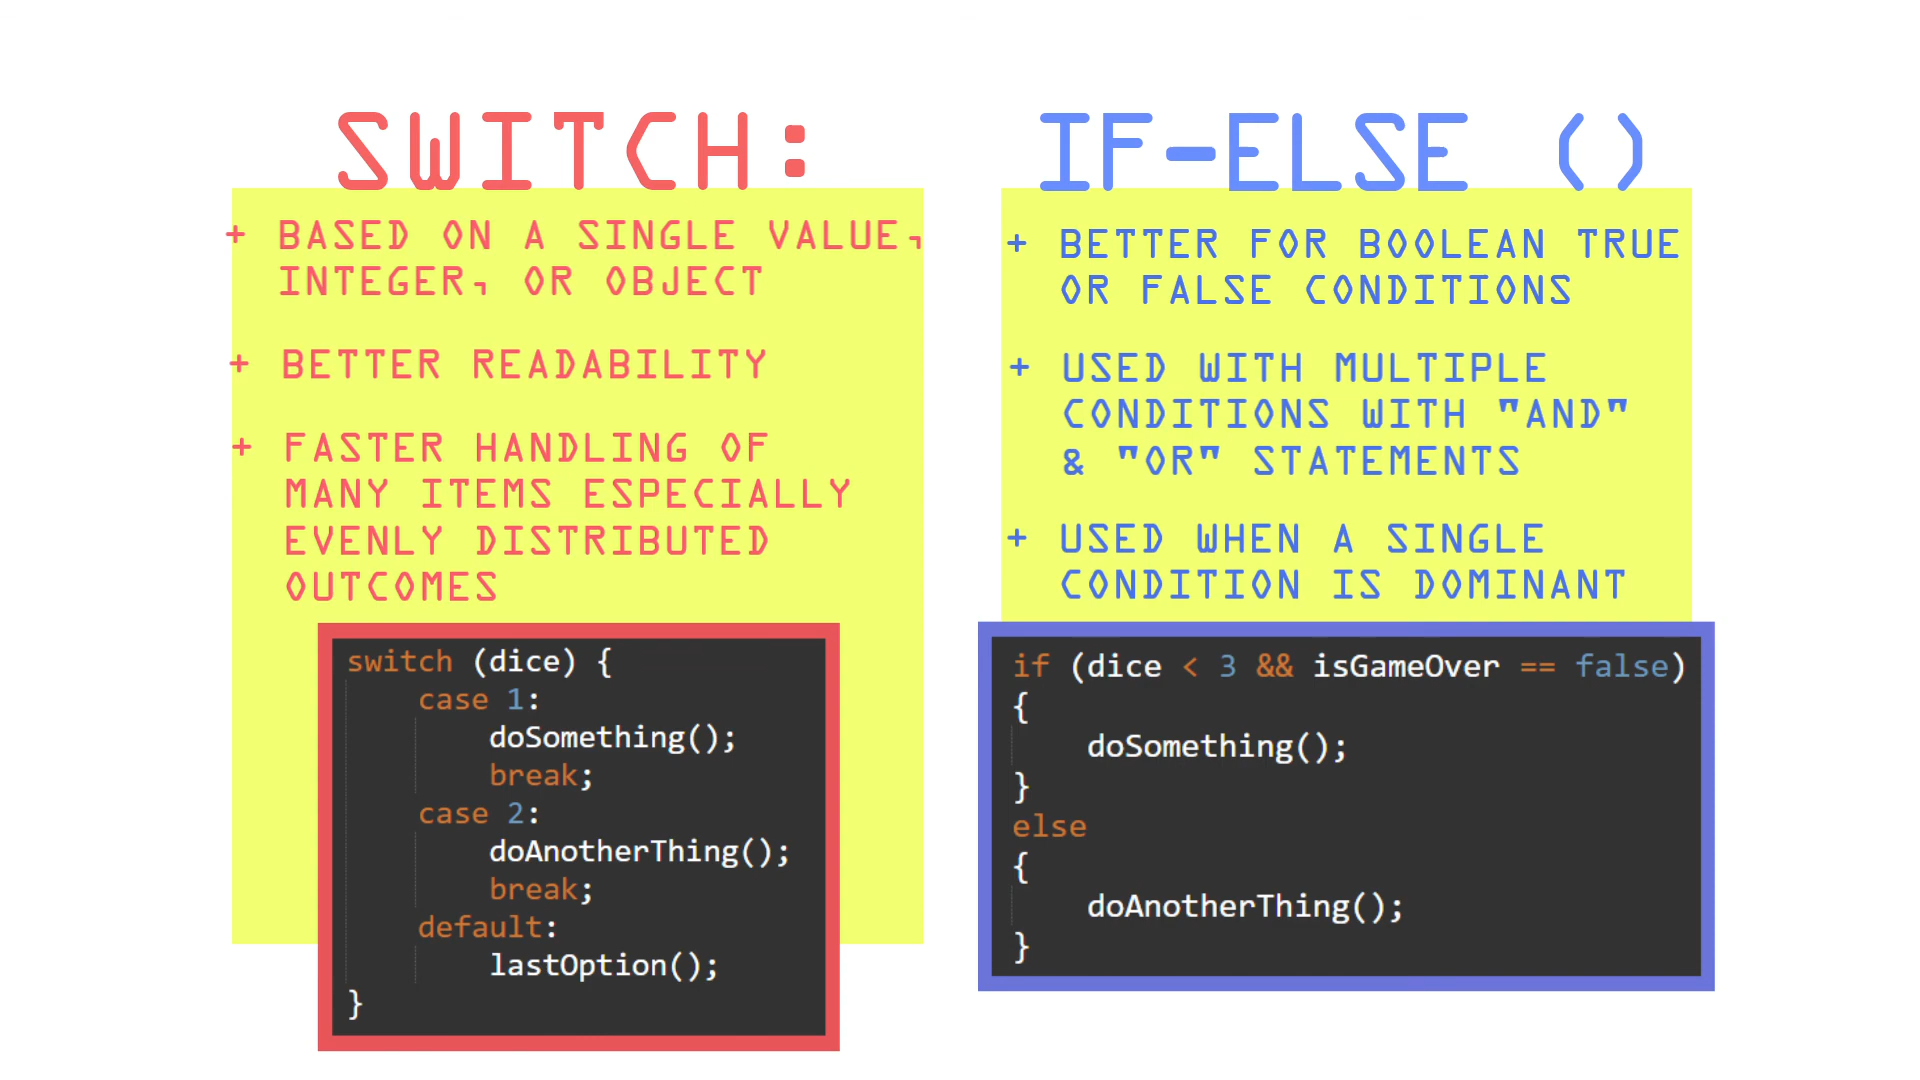 SWITCH:
+ BASED ON A SINGLE VALUE,
INTEGER, OR OBJECT
+ BETTER READABILITY
+ FASTER HANDLING OF
MANY ITEMS ESPECIALLY
EVENLY DISTRIBUTED
OUTCOMES
switch (dice) {
case 1:
doSomething();
break;
case 2:
doAnotherThing();
break;
default:
lastOption();
}
IF-ELSE ()
+ BETTER FOR BOOLEAN TRUE
OR FALSE CONDITIONS
+ USED WITH MULTIPLE
CONDITIONS WITH "AND"
& "OR" STATEMENTS
+ USED WHEN A SINGLE
CONDITION IS DOMINANT
if (dice < 3 && isGameOver == false)
{
doSomething();
}
else
{
doAnotherThing();
}